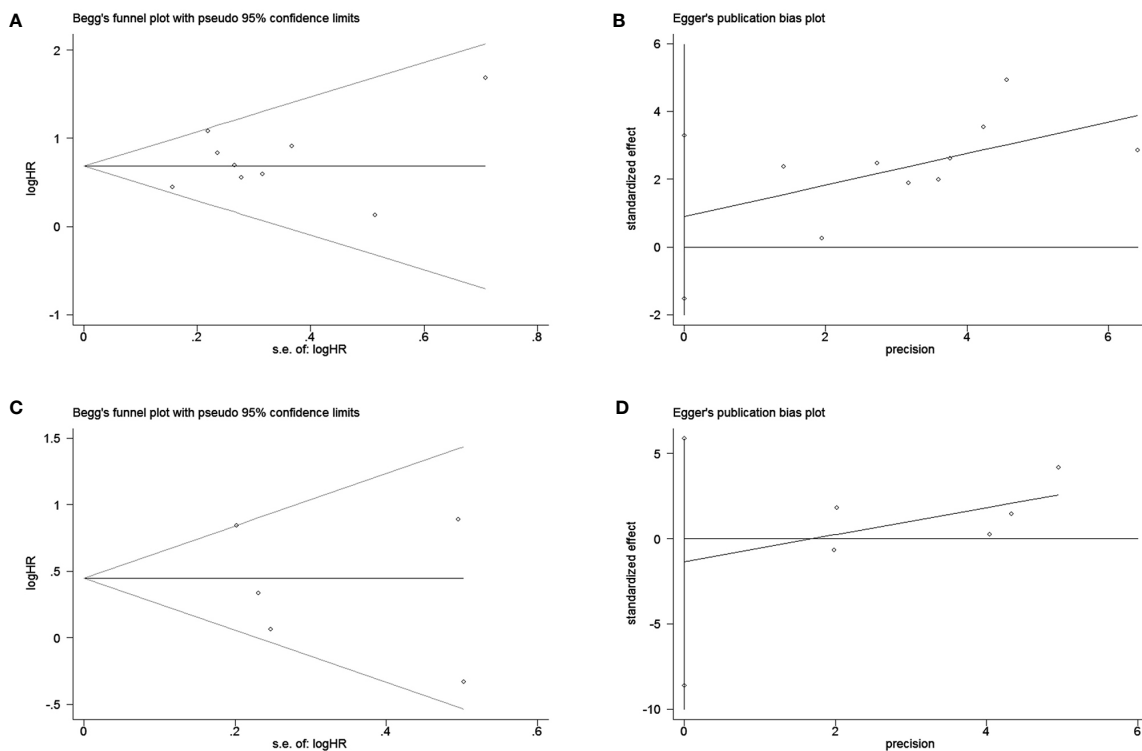 A
Begg's funnel plot with pseudo 95% confidence limits
2
1
0
-1
logHR
0
.2
.4
.6
.8
s.e. of: logHR
B
Egger's publication bias plot
6
4
2
0
-2
standardized effect
0
2
4
6
precision
C
Begg's funnel plot with pseudo 95% confidence limits
1.5
1
.5
0
-.5
logHR
0
.2
.4
.6
s.e. of: logHR
D
Egger's publication bias plot
5
0
-5
-10
standardized effect
0
2
4
6
precision